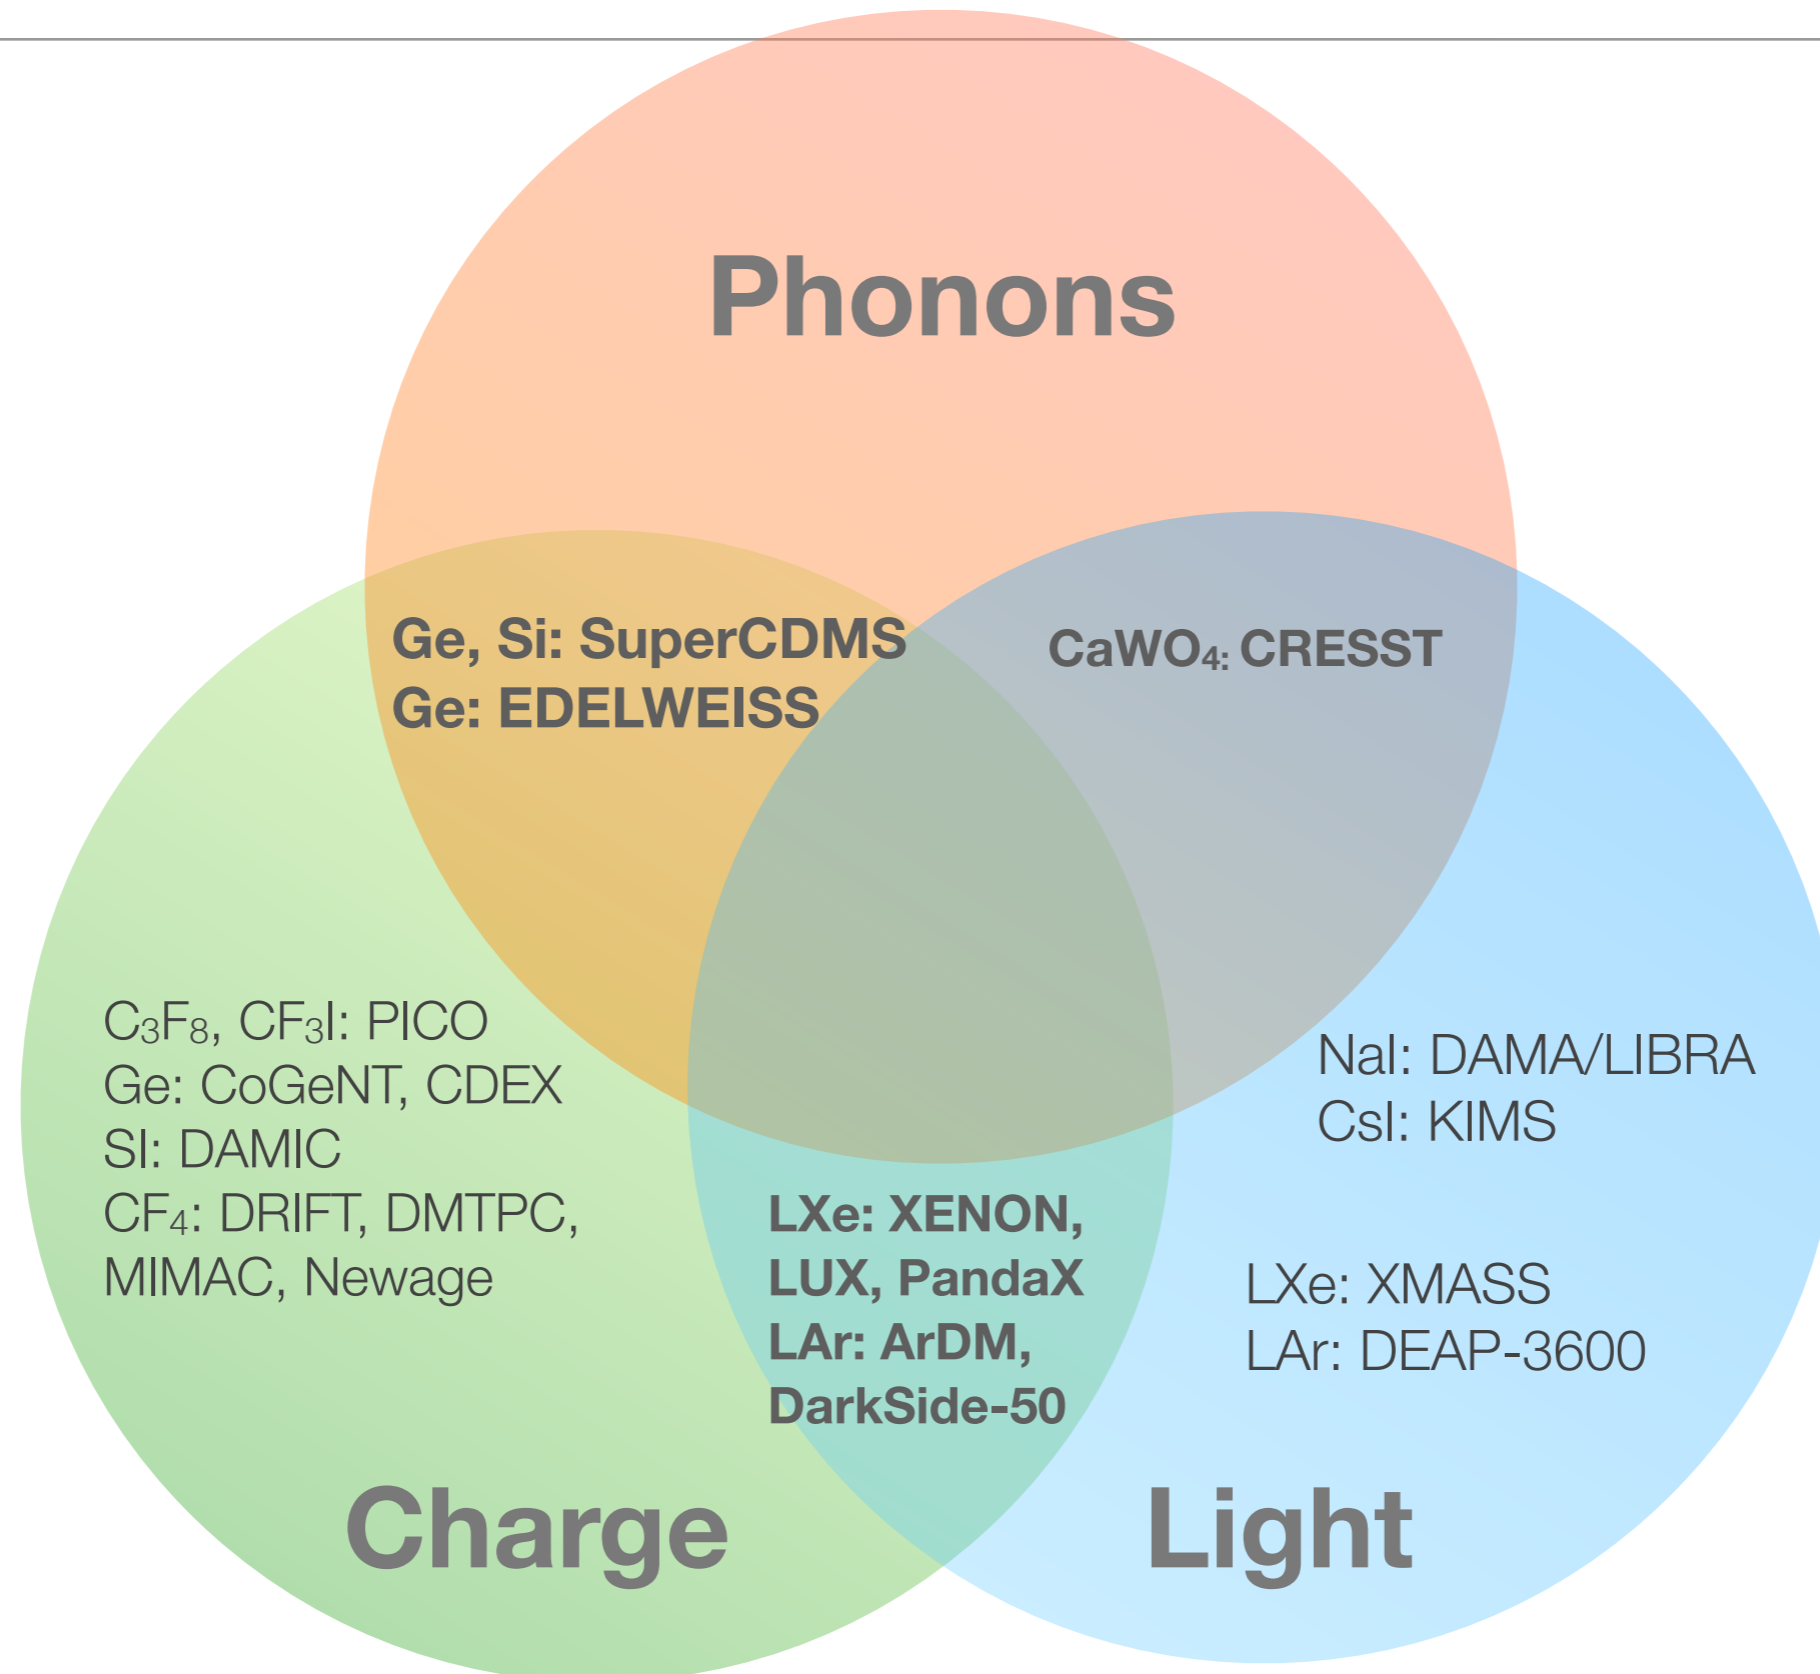 Phonons
Ge, Si: SuperCDMS
Ge: EDELWEISS
CaWO₄: CRESST
C₃F₈, CF₃I: PICO
Ge: CoGeNT, CDEX
SI: DAMIC
CF₄: DRIFT, DMTPC,
MIMAC, Newage
NaI: DAMA/LIBRA
CsI: KIMS
LXe: XMASS
LAr: DEAP-3600
LXe: XENON,
LUX, PandaX
LAr: ArDM,
DarkSide-50
Charge
Light